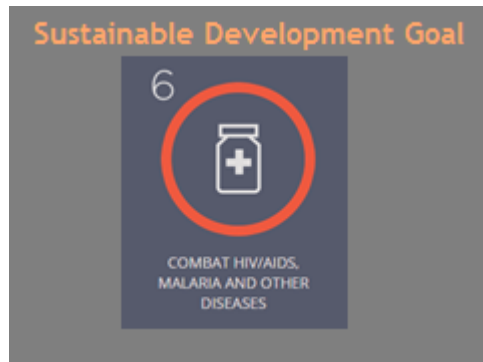 Sustainable Development Goal
6
COMBAT HIV/AIDS,
MALARIA AND OTHER
DISEASES